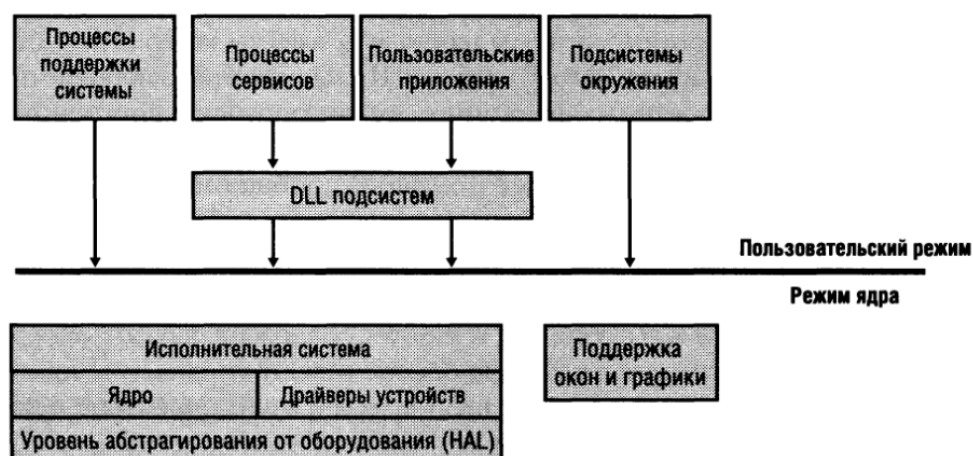 Процессы
поддержки
системы
Процессы
сервисов
Пользовательские
приложения
Подсистемы
окружения
DLL подсистем
Пользовательский режим
Режим ядра
Исполнительная система
Ядро
Драйверы устройств
Уровень абстрагирования от оборудования (HAL)
Поддержка
окон и графики